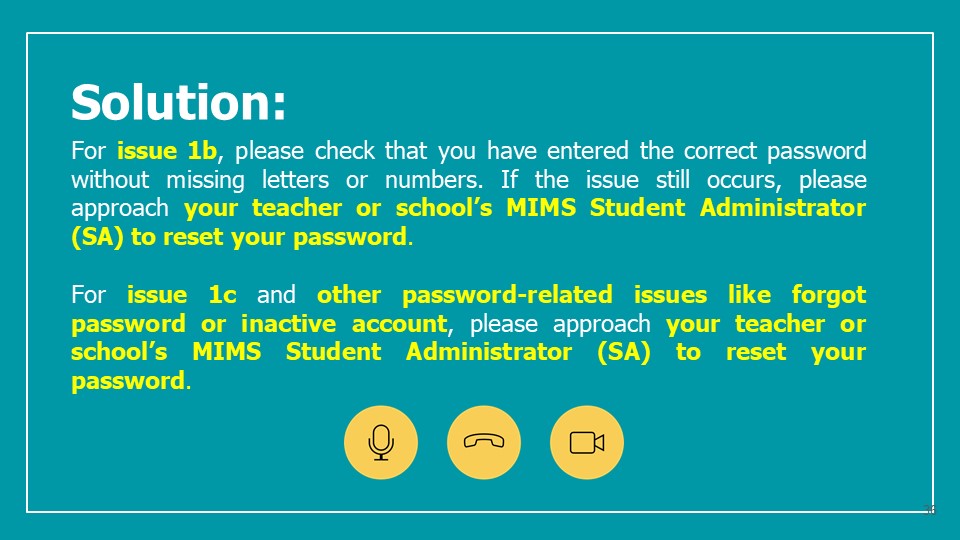 Solution:
For issue 1b, please check that you have entered the correct password
without missing letters or numbers. If the issue still occurs, please
approach your teacher or school’s MIMS Student Administrator
(SA) to reset your password.
For issue 1c and other password-related issues like forgot
password or inactive account, please approach your teacher or
school’s MIMS Student Administrator (SA) to reset your
password.